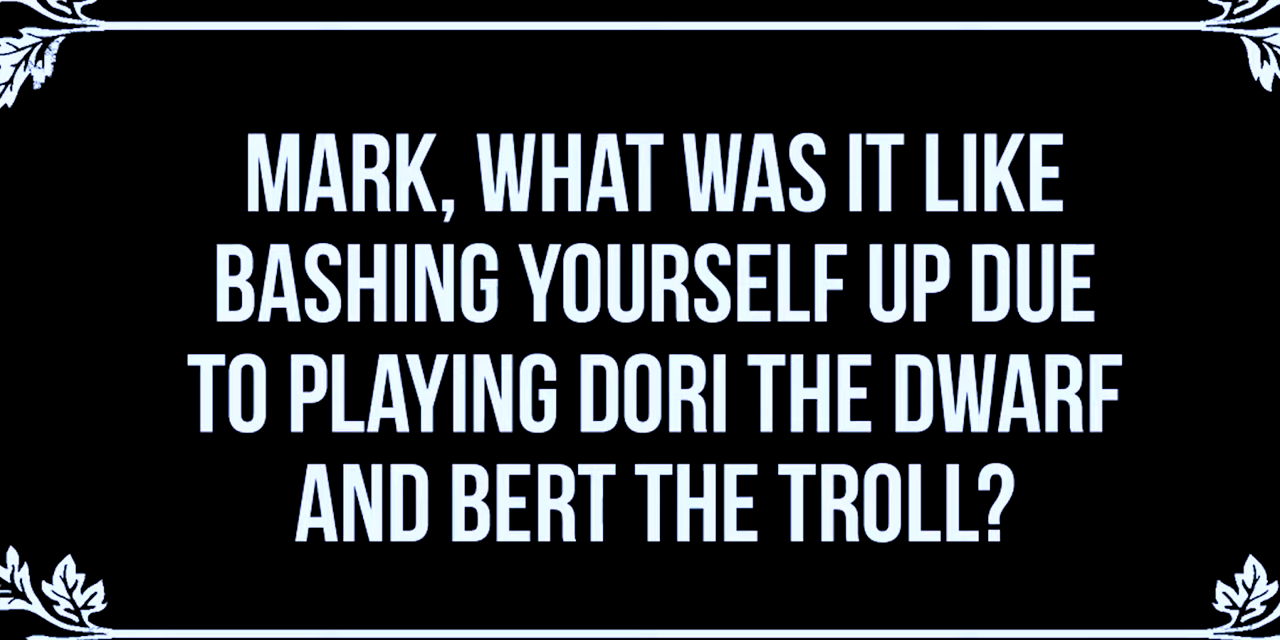 MARK, WHAT WAS IT LIKE
BASHING YOURSELF UP DUE
TO PLAYING DORI THE DWARF
AND BERT THE TROLL?